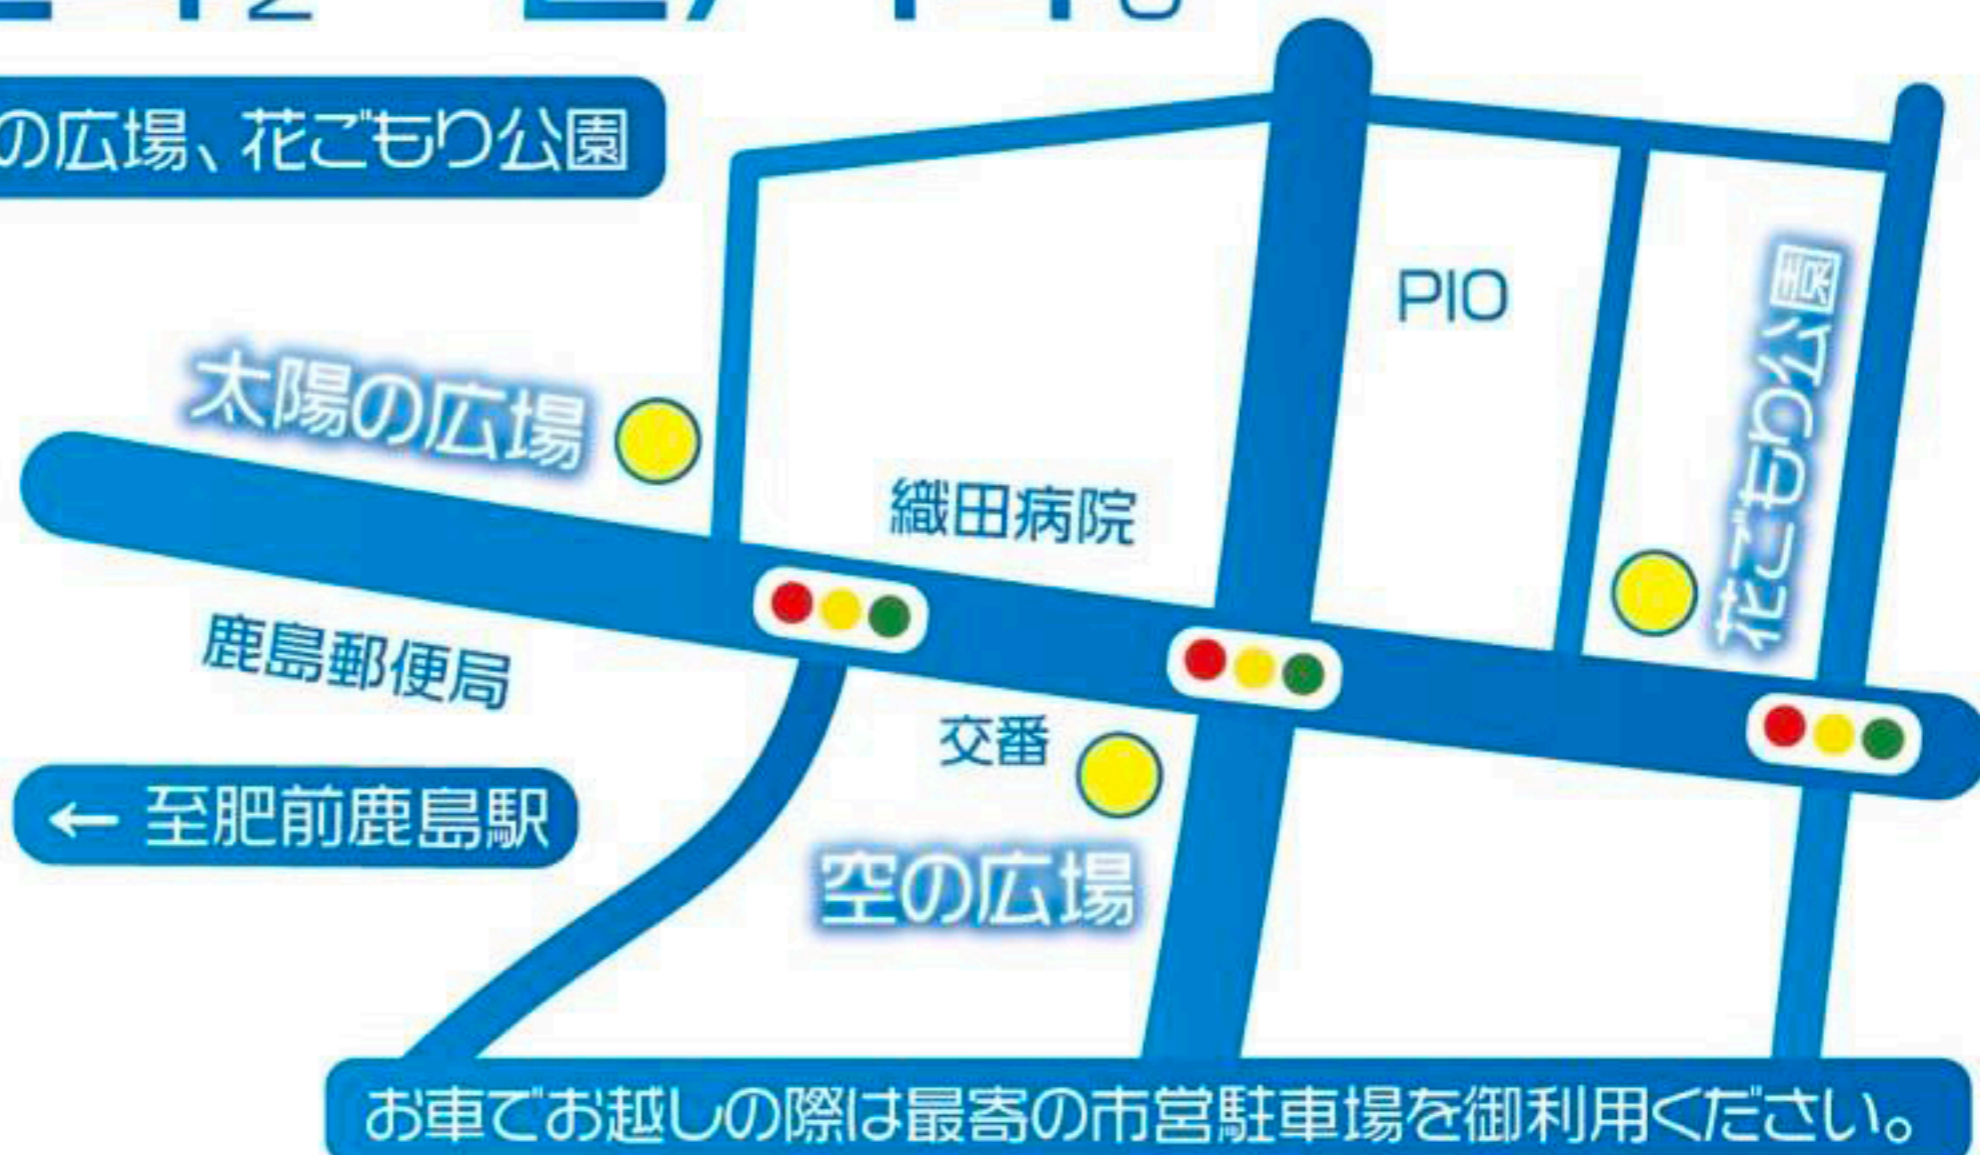 の広場、花ごもり公園
PIO
花ごもり公園
太陽の広場
織田病院
鹿島郵便局
交番
← 至肥前鹿島駅
空の広場
お車でお越しの際は最寄の市営駐車場を御利用ください。